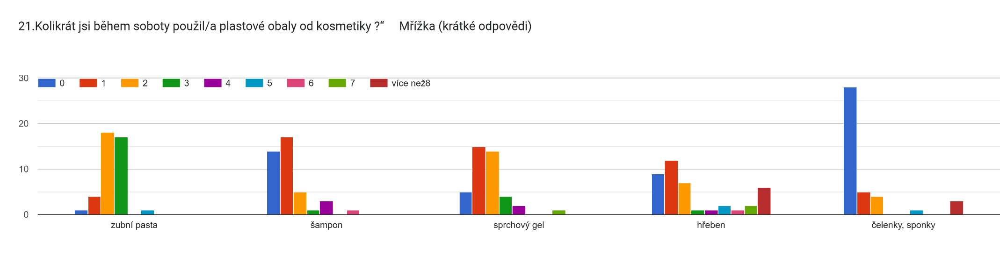 21.Kolikrát jsi během soboty použil/a plastové obaly od kosmetiky ?“ Mřížka (krátké odpovědi)
30
0 1 2 3 4 5 6 7 více než8
20
10
0
zubní pasta šampon sprchový gel hřeben čelenky, sponky